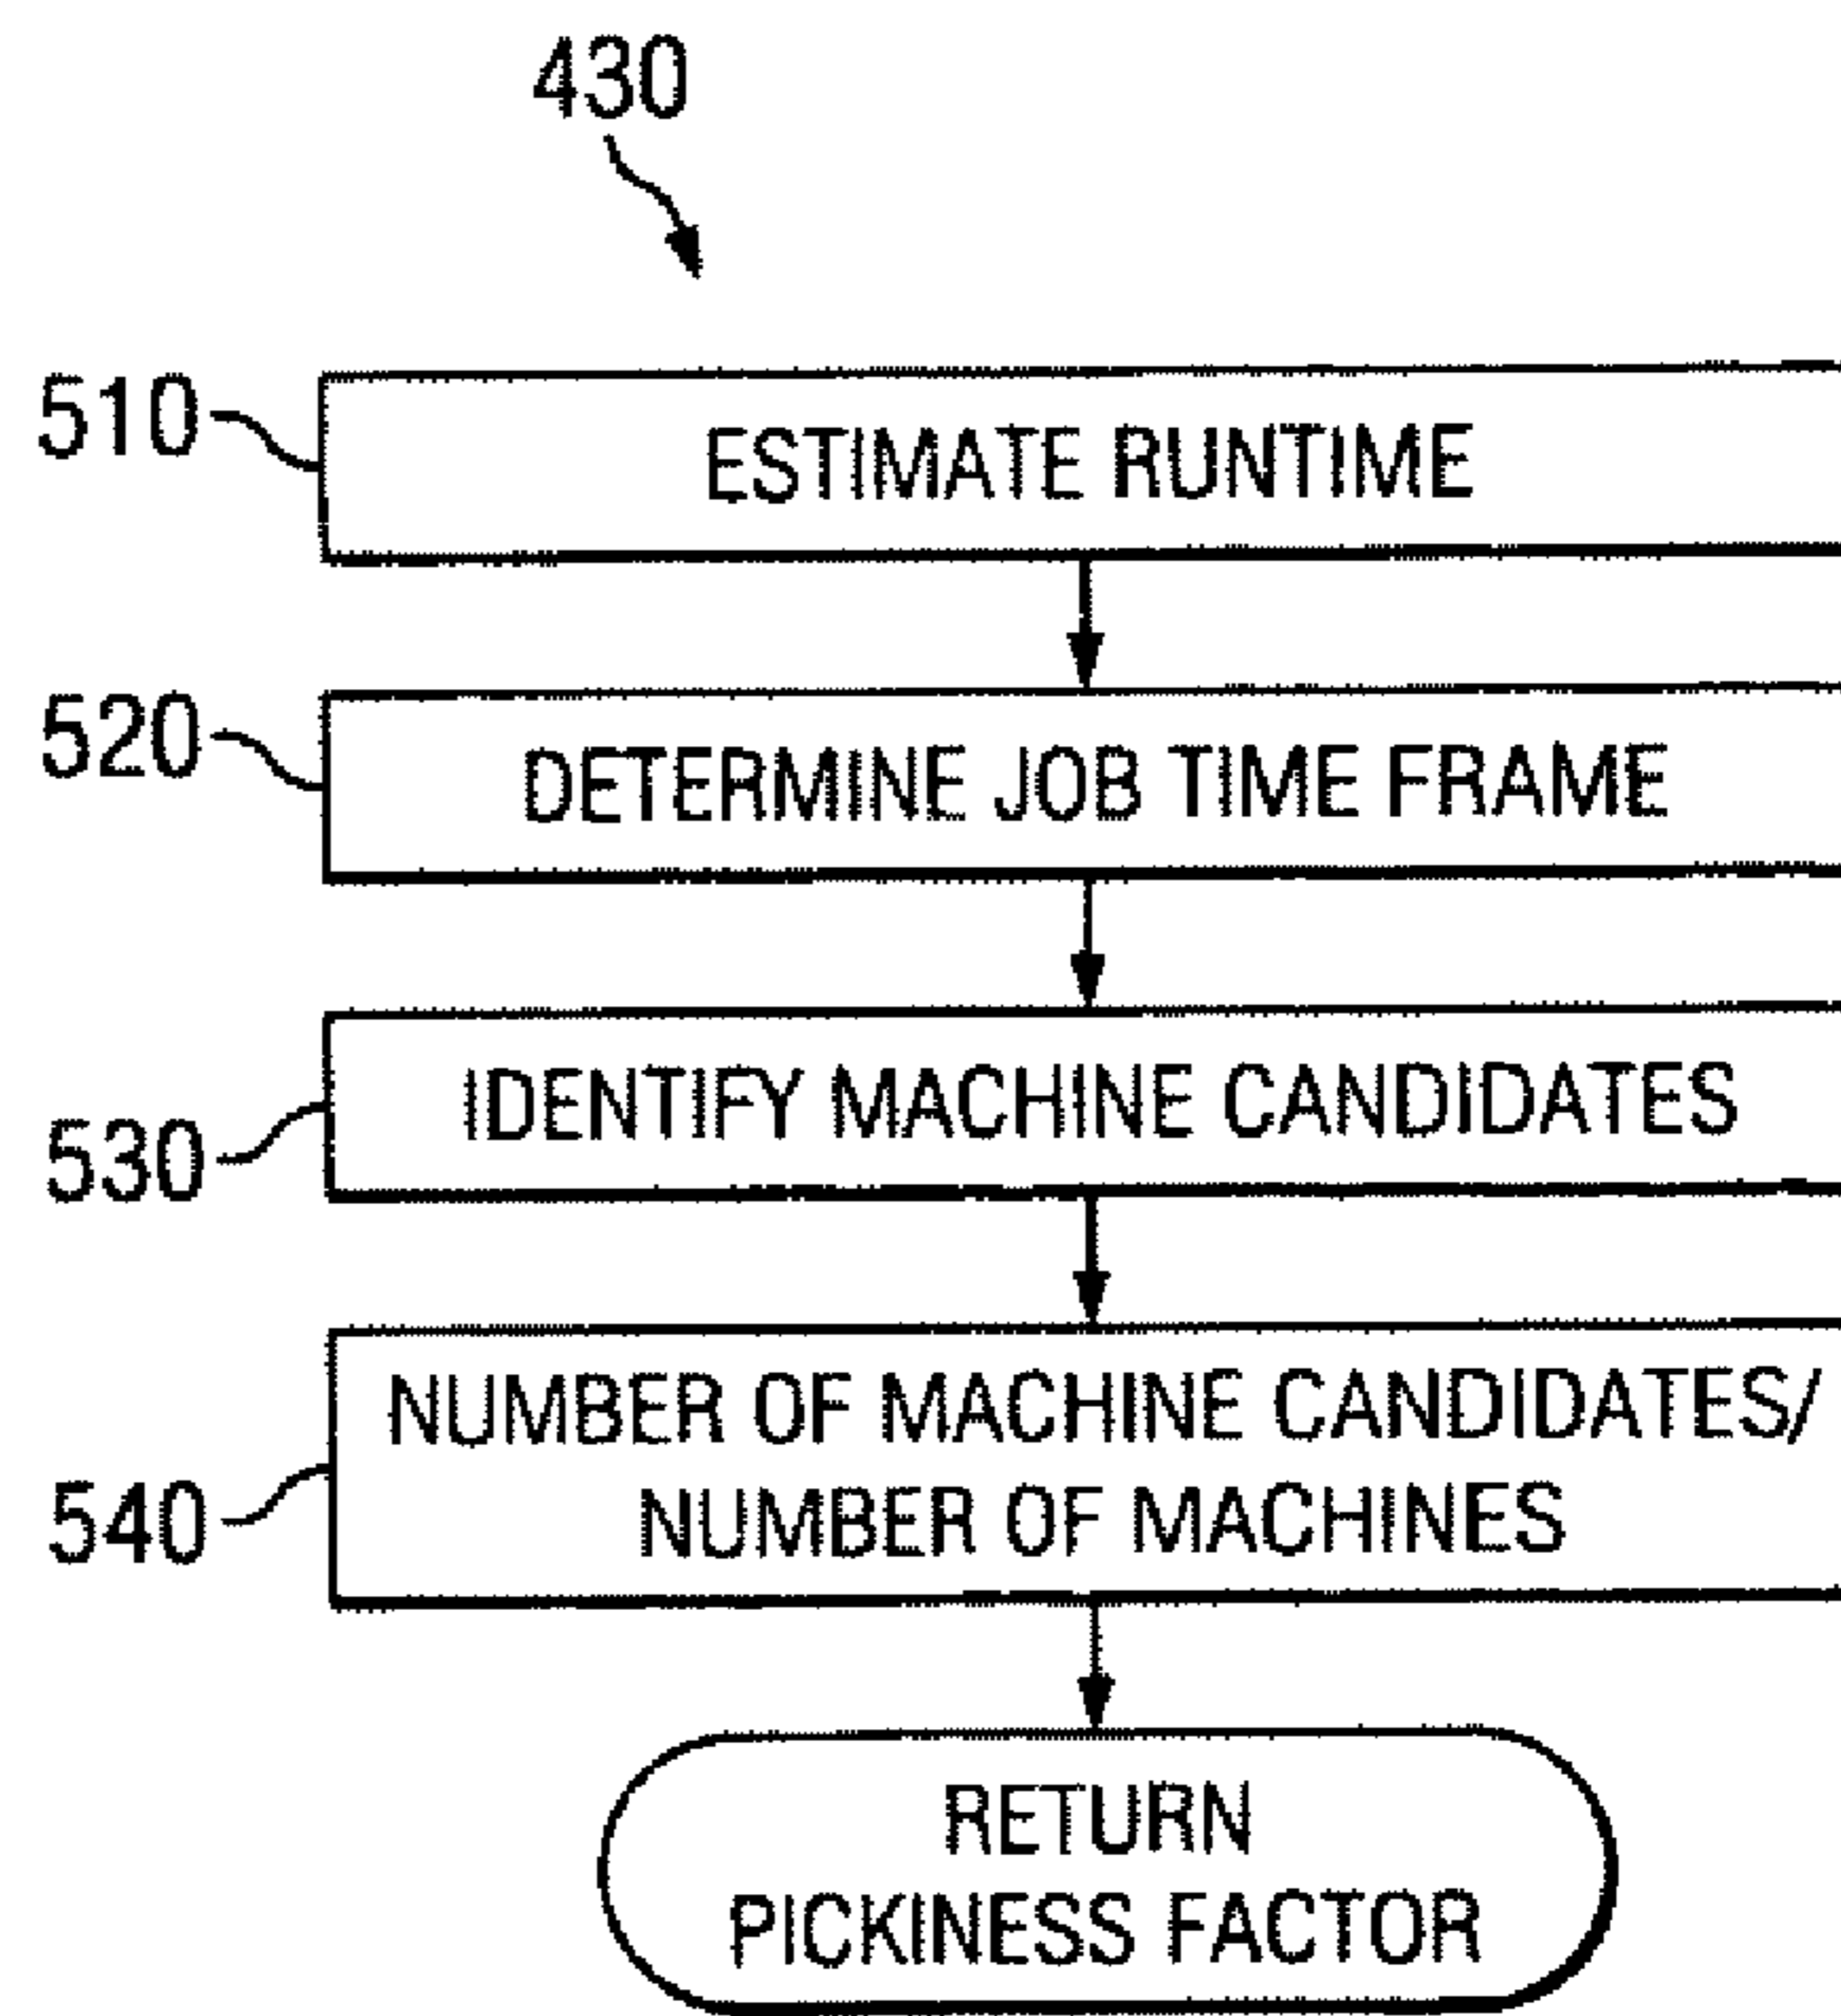 430
510
ESTIMATE RUNTIME
520
DETERMINE JOB TIME FRAME
530
IDENTIFY MACHINE CANDIDATES
540
NUMBER OF MACHINE CANDIDATES/
NUMBER OF MACHINES
RETURN
PICKINESS FACTOR